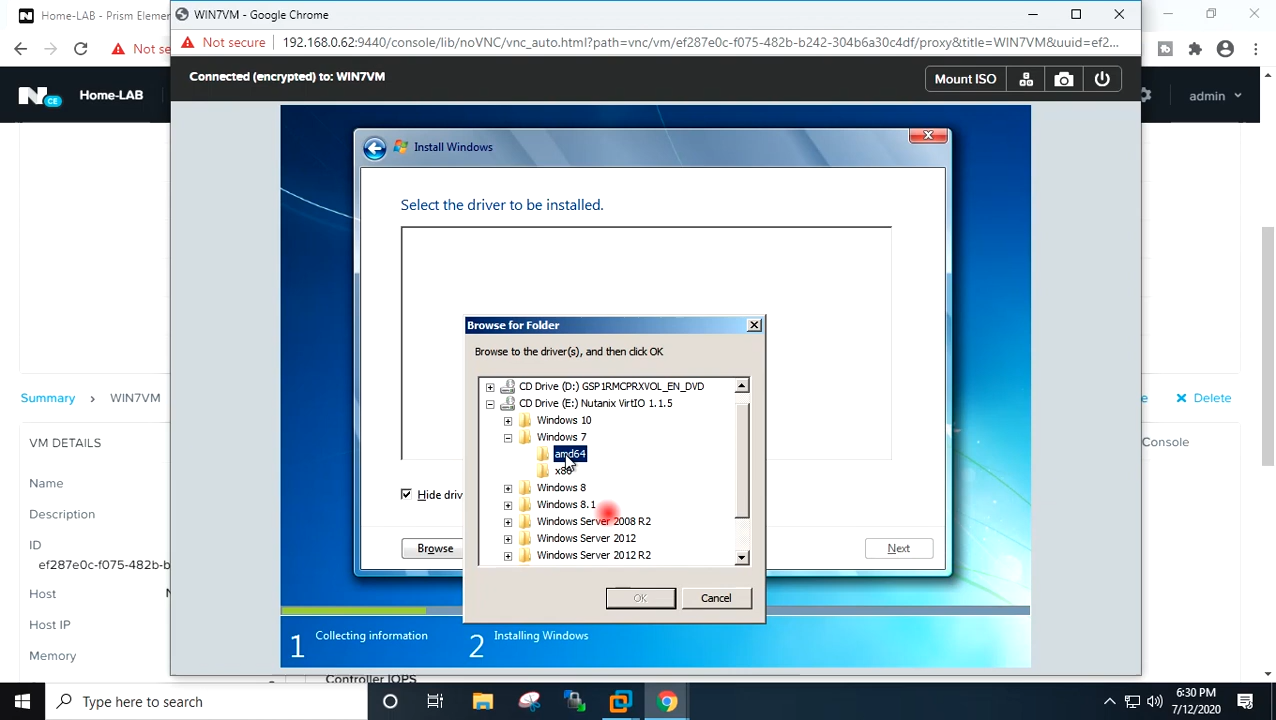 Home-LAB - Prism Elemen
WIN7VM - Google Chrome
Not se
Not secure
192.168.0.62:9440/console/lib/noVNC/vnc_auto.html?path=vnc/vm/ef287e0c-f075-482b-b242-304b6a30c4df/proxy&title=WIN7VM&uuid=ef2...
Connected (encrypted) to: WIN7VM
Mount ISO
N CE Home-LAB
admin
Install Windows
Select the driver to be installed.
Browse for Folder
Browse to the driver(s), and then click OK
CD Drive (D:) GSP1RMCPRXVOL_EN_DVD
CD Drive (E:) Nutanix VirtIO 1.1.5
Windows 10
Windows 7
amd64
x86
Windows 8
Windows 8.1
Windows Server 2008 R2
Windows Server 2012
Windows Server 2012 R2
OK
Cancel
Hide driv
Browse
Next
1 Collecting information
2 Installing Windows
Summary > WIN7VM
e
Delete
VM DETAILS
Console
Name
Description
ID
ef287e0c-f075-482b-b
Host
N
Host IP
Memory
Controller IOPS
Type here to search
6:30 PM
7/12/2020